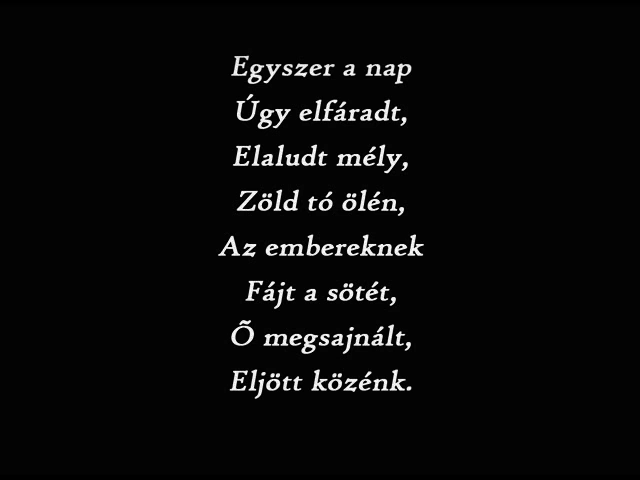 Egyszer a nap
Úgy elfáradt,
Elaludt mély,
Zöld tó ölén,
Az embereknek
Fájt a sötét,
Õ megsajnált,
Eljött közénk.